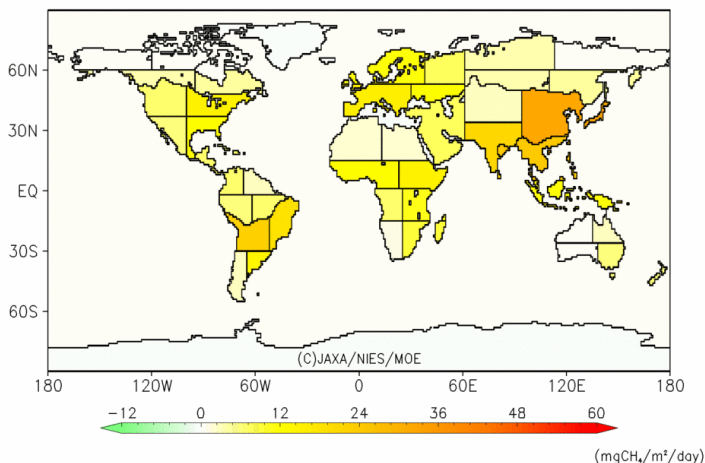 60N
30N
EQ
30S
60S
(C)JAXA/NIES/MOE
180 120W 60W 0 60E 120E 180
-12 0 12 24 36 48 60
(mgCH₄/m²/day)